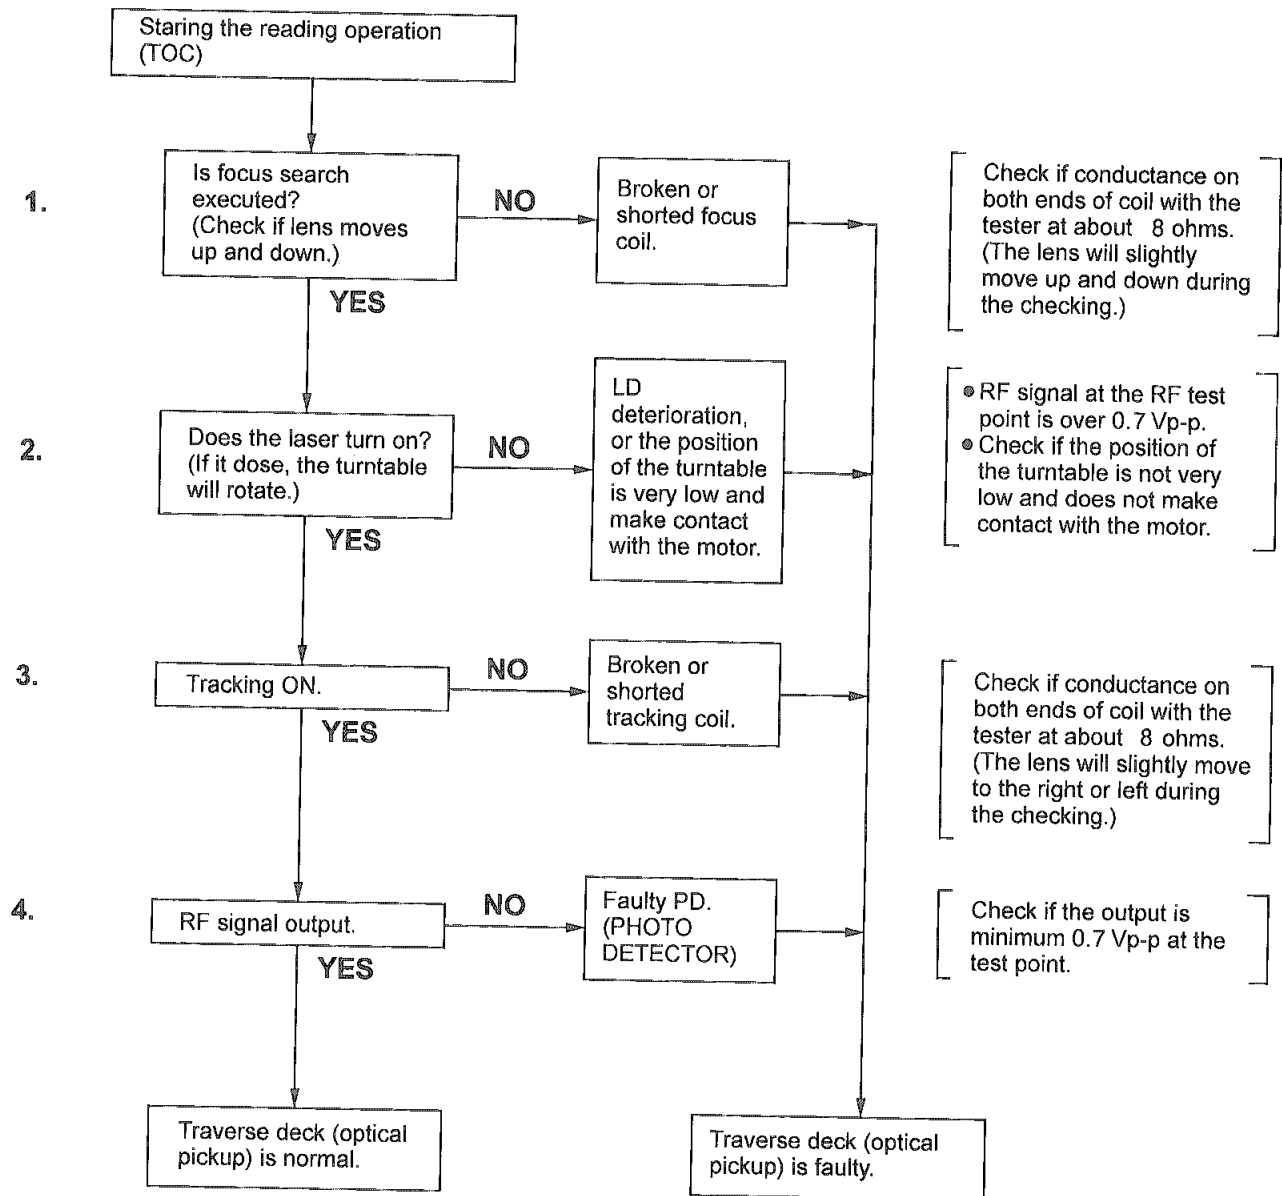 Staring the reading operation
(TOC)
1.
Is focus search
executed?
(Check if lens moves
up and down.)
NO
Broken or
shorted focus
coil.
Check if conductance on
both ends of coil with the
tester at about 8 ohms.
(The lens will slightly
move up and down during
the checking.)
YES
2.
Does the laser turn on?
(If it dose, the turntable
will rotate.)
NO
LD
deterioration,
or the position
of the turntable
is very low and
make contact
with the motor.
● RF signal at the RF test
point is over 0.7 Vp-p.
● Check if the position of
the turntable is not very
low and does not make
contact with the motor.
YES
3.
Tracking ON.
NO
Broken or
shorted
tracking coil.
Check if conductance on
both ends of coil with the
tester at about 8 ohms.
(The lens will slightly move
to the right or left during
the checking.)
YES
4.
RF signal output.
NO
Faulty PD.
(PHOTO
DETECTOR)
Check if the output is
minimum 0.7 Vp-p at the
test point.
YES
Traverse deck (optical
pickup) is normal.
Traverse deck (optical
pickup) is faulty.